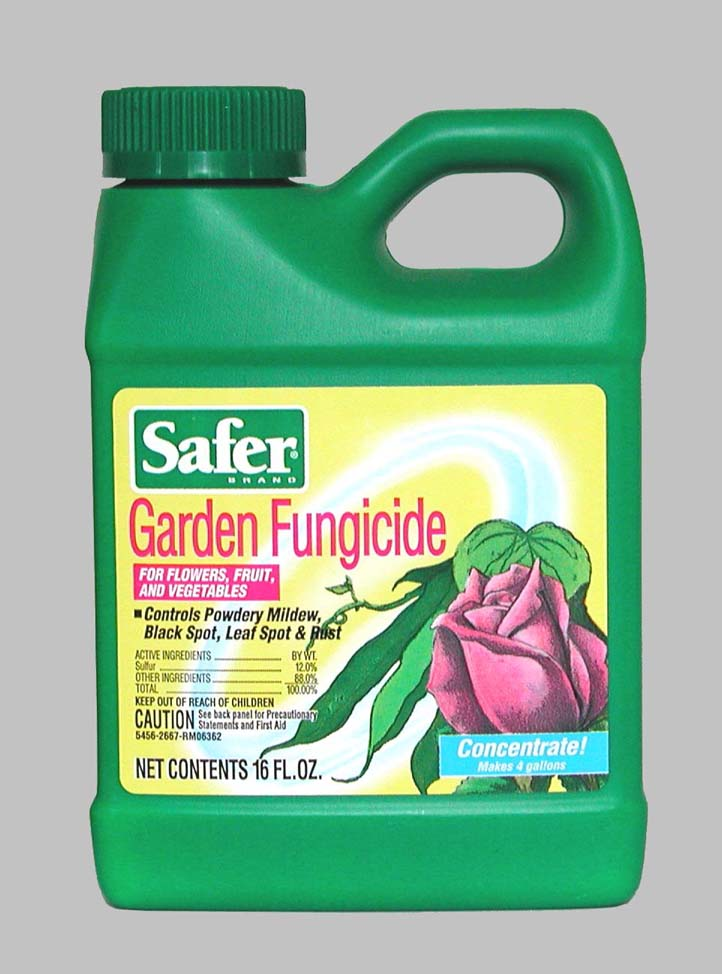 Safer®
BRAND
Garden Fungicide
FOR FLOWERS, FRUIT,
AND VEGETABLES
■ Controls Powdery Mildew,
Black Spot, Leaf Spot & Rust
ACTIVE INGREDIENTS BY WT.
Sulfur 12.0%
OTHER INGREDIENTS 88.0%
TOTAL 100.00%
KEEP OUT OF REACH OF CHILDREN
CAUTION See back panel for Precautionary
Statements and First Aid
5456-2667-RM06362
NET CONTENTS 16 FL.OZ.
Concentrate!
Makes 4 gallons